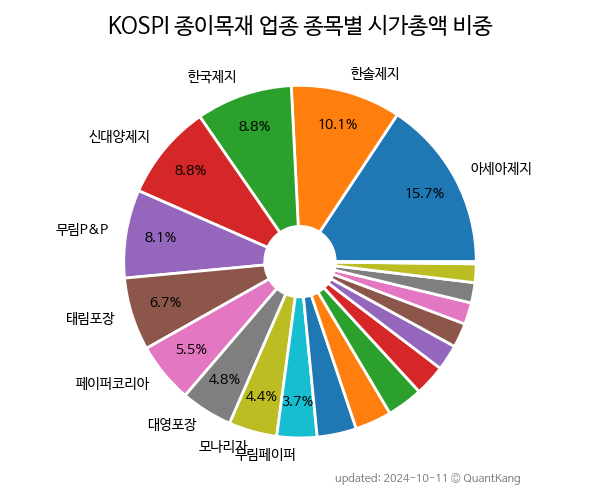 KOSPI 종이목재 업종 종목별 시가총액 비중
한국제지
한솔제지
8.8%
10.1%
신대양제지
8.8%
아세아제지
15.7%
무림P&P
8.1%
태림포장
6.7%
페이퍼코리아
5.5%
대영포장
4.8%
모나리자
4.4%
무림페이퍼
3.7%
updated: 2024-10-11 © QuantKang